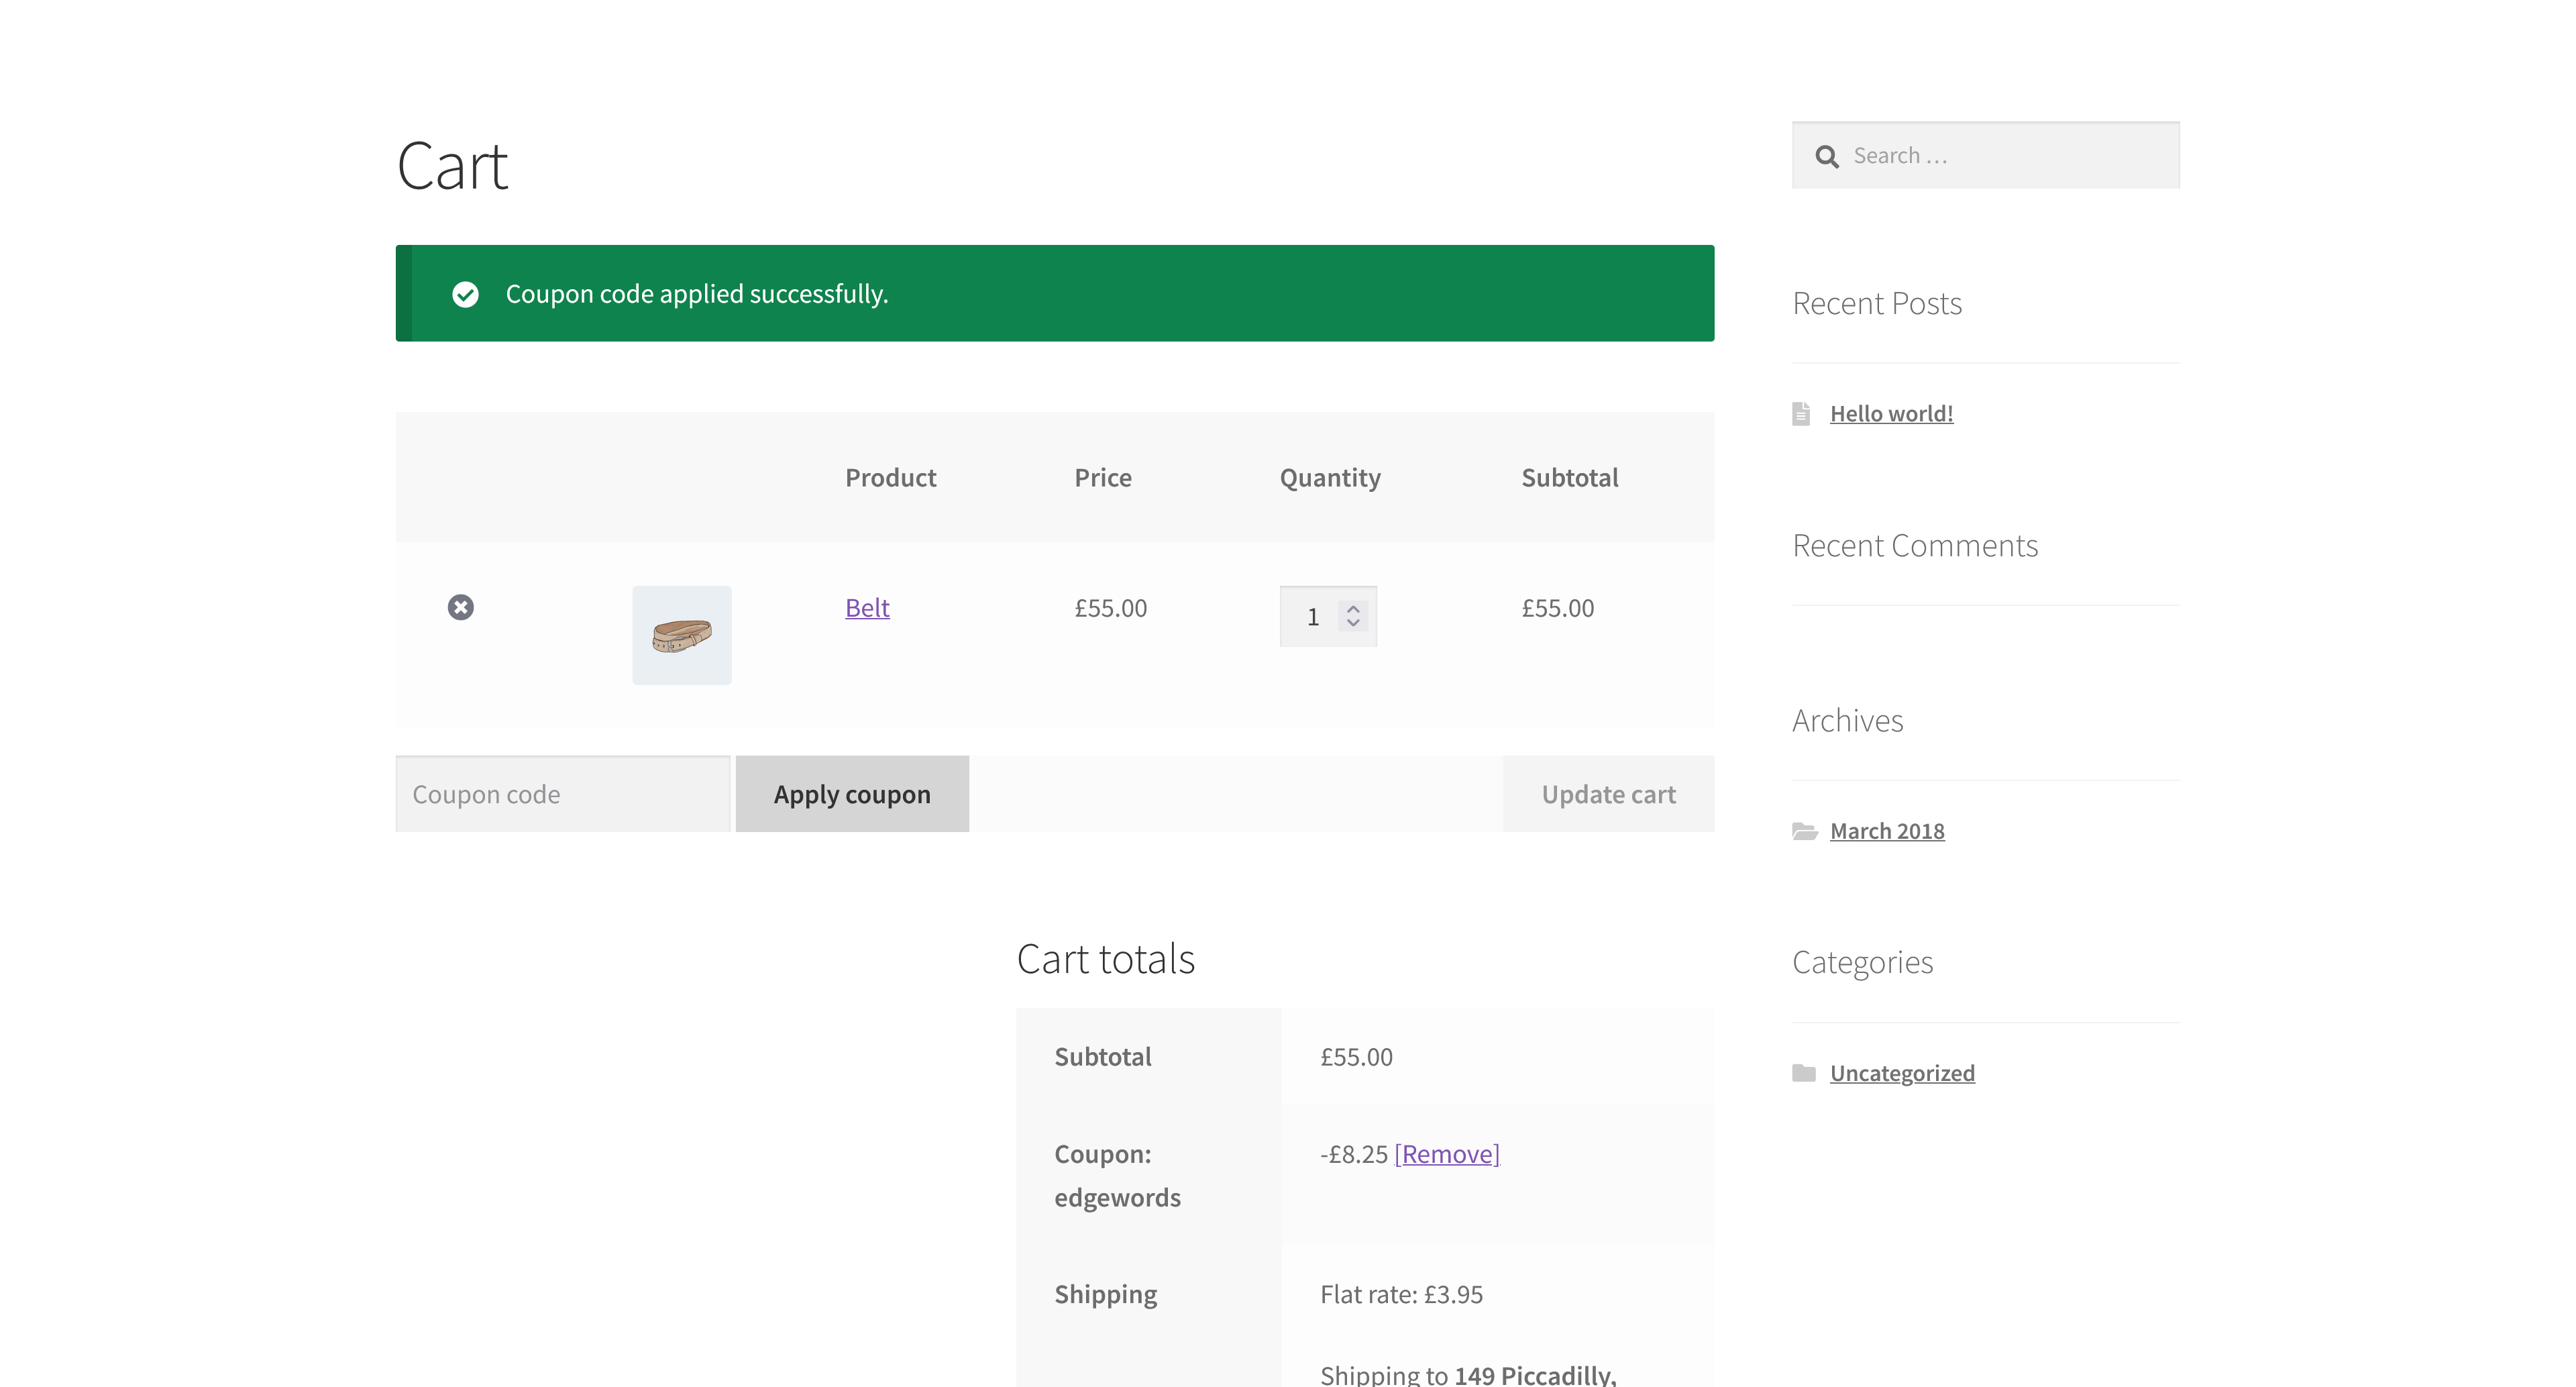 Cart
Coupon code applied successfully.
Product Price Quantity Subtotal
Belt £55.00 1 £55.00
Coupon code Apply coupon Update cart
Cart totals
Subtotal £55.00
Coupon: -£8.25 [Remove]
edgewords
Shipping Flat rate: £3.95
Shipping to 149 Piccadilly,
Search …
Recent Posts
Hello world!
Recent Comments
Archives
March 2018
Categories
Uncategorized